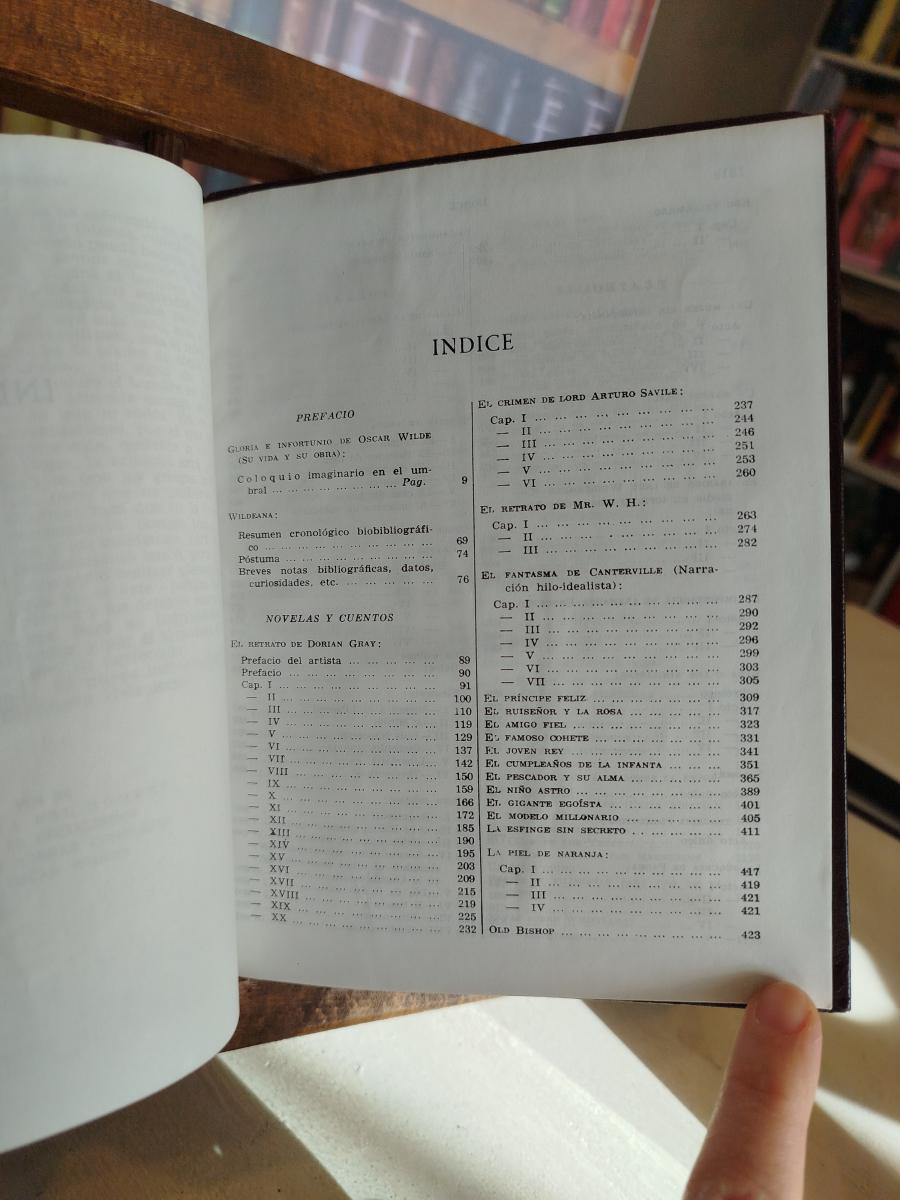 INDICE
PREFACIO
GLORIA E INFORTUNIO DE OSCAR WILDE
(SU VIDA Y SU OBRA):
Coloquio imaginario en el um-
bral ... ... ... ... ... ... ... ... Pag. 9
WILDEANA:
Resumen cronológico biobibliográfi-
co ... ... ... ... ... ... ... ... ... ... 69
Póstuma ... ... ... ... ... ... ... ... 74
Breves notas bibliográficas, datos,
curiosidades, etc. ... ... ... ... ... 76
NOVELAS Y CUENTOS
EL RETRATO DE DORIAN GRAY:
Prefacio del artista ... ... ... ... ... 89
Prefacio ... ... ... ... ... ... ... ... 90
Cap. I ... ... ... ... ... ... ... ... ... 91
— II ... ... ... ... ... ... ... ... ... 100
— III ... ... ... ... ... ... ... ... ... 110
— IV ... ... ... ... ... ... ... ... ... 119
— V ... ... ... ... ... ... ... ... ... 129
— VI ... ... ... ... ... ... ... ... ... 137
— VII ... ... ... ... ... ... ... ... ... 142
— VIII ... ... ... ... ... ... ... ... 150
— IX ... ... ... ... ... ... ... ... ... 159
— X ... ... ... ... ... ... ... ... ... 166
— XI ... ... ... ... ... ... ... ... ... 172
— XII ... ... ... ... ... ... ... ... ... 185
— XIII ... ... ... ... ... ... ... ... 190
— XIV ... ... ... ... ... ... ... ... 195
— XV ... ... ... ... ... ... ... ... ... 203
— XVI ... ... ... ... ... ... ... ... 209
— XVII ... ... ... ... ... ... ... ... 215
— XVIII ... ... ... ... ... ... ... ... 219
— XIX ... ... ... ... ... ... ... ... 225
— XX ... ... ... ... ... ... ... ... ... 232
EL CRIMEN DE LORD ARTURO SAVILE:
Cap. I ... ... ... ... ... ... ... ... ... 237
— II ... ... ... ... ... ... ... ... ... 244
— III ... ... ... ... ... ... ... ... ... 246
— IV ... ... ... ... ... ... ... ... ... 251
— V ... ... ... ... ... ... ... ... ... 253
— VI ... ... ... ... ... ... ... ... ... 260
EL RETRATO DE MR. W. H.:
Cap. I ... ... ... ... ... ... ... ... ... 263
— II ... ... ... ... ... ... ... ... ... 274
— III ... ... ... ... ... ... ... ... ... 282
EL FANTASMA DE CANTERVILLE (Narra-
ción hilo-idealista):
Cap. I ... ... ... ... ... ... ... ... ... 287
— II ... ... ... ... ... ... ... ... ... 290
— III ... ... ... ... ... ... ... ... ... 292
— IV ... ... ... ... ... ... ... ... ... 296
— V ... ... ... ... ... ... ... ... ... 299
— VI ... ... ... ... ... ... ... ... ... 303
— VII ... ... ... ... ... ... ... ... ... 305
EL PRÍNCIPE FELIZ ... ... ... ... ... ... 309
EL RUISEÑOR Y LA ROSA ... ... ... ... ... 317
EL AMIGO FIEL ... ... ... ... ... ... ... 323
EL FAMOSO COHETE ... ... ... ... ... ... 331
EL JOVEN REY ... ... ... ... ... ... ... 341
EL CUMPLEAÑOS DE LA INFANTA ... ... ... 351
EL PESCADOR Y SU ALMA ... ... ... ... ... 365
EL NIÑO ASTRO ... ... ... ... ... ... ... 389
EL GIGANTE EGOÍSTA ... ... ... ... ... ... 401
EL MODELO MILLONARIO ... ... ... ... ... 405
LA ESFINGE SIN SECRETO ... ... ... ... ... 411
LA PIEL DE NARANJA:
Cap. I ... ... ... ... ... ... ... ... ... 417
— II ... ... ... ... ... ... ... ... ... 419
— III ... ... ... ... ... ... ... ... ... 421
— IV ... ... ... ... ... ... ... ... ... 421
OLD BISHOP ... ... ... ... ... ... ... ... 423